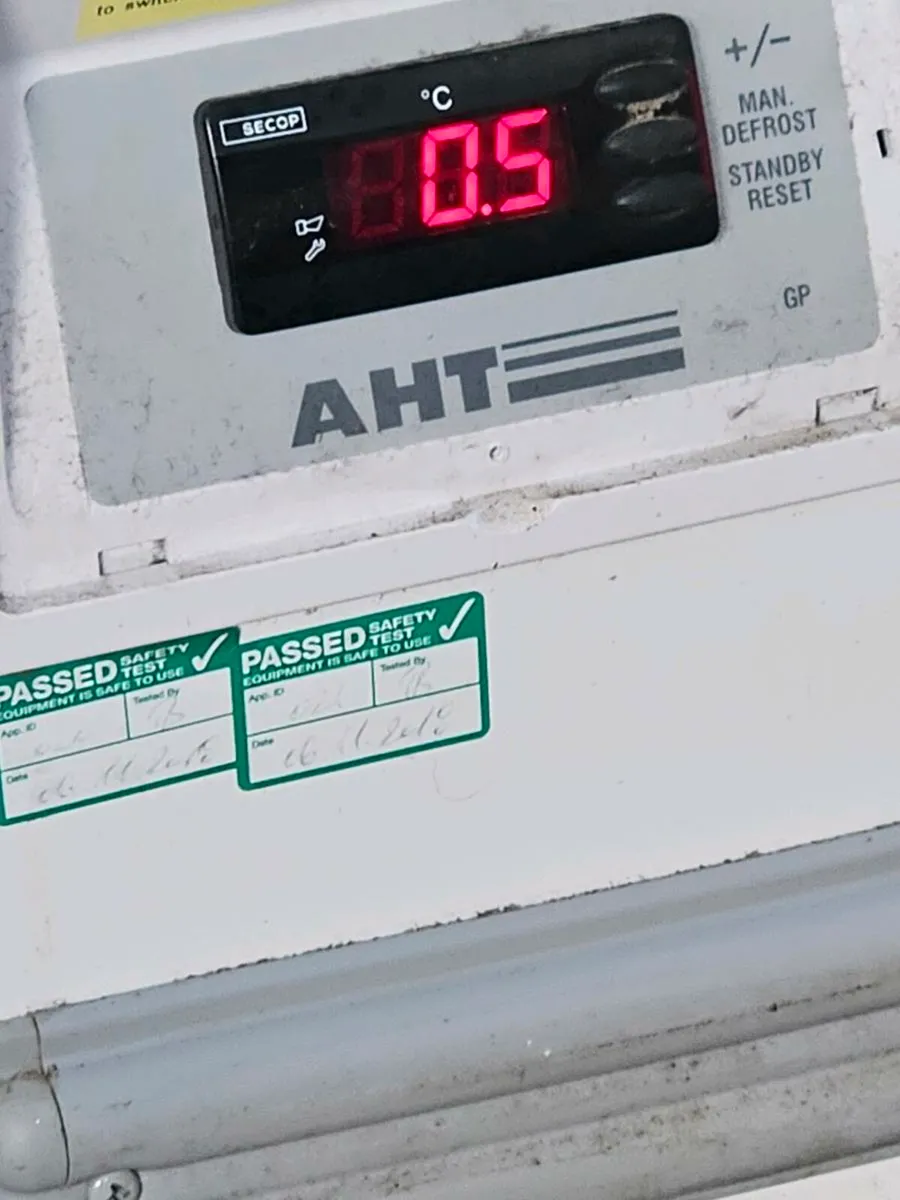 to
°C
SECOP
0.5
+/−
MAN.
DEFROST
STANDBY
RESET
GP
AHT
PASSED SAFETY TEST
EQUIPMENT IS SAFE TO USE
App. ID
Tested By
Date
PASSED SAFETY TEST
EQUIPMENT IS SAFE TO USE
App. ID
Tested By
Date